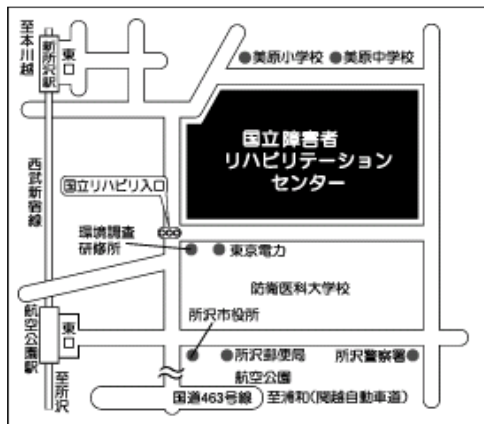 至本川越
新所沢駅
東口
美原小学校
美原中学校
国立障害者
リハビリテーション
センター
西武新宿線
国立リハビリ入口
環境調査
研修所
東京電力
防衛医科大学校
航空公園駅
東口
所沢市役所
所沢郵便局
所沢警察署
航空公園
至所沢
国道463号線
至浦和(関越自動車道)